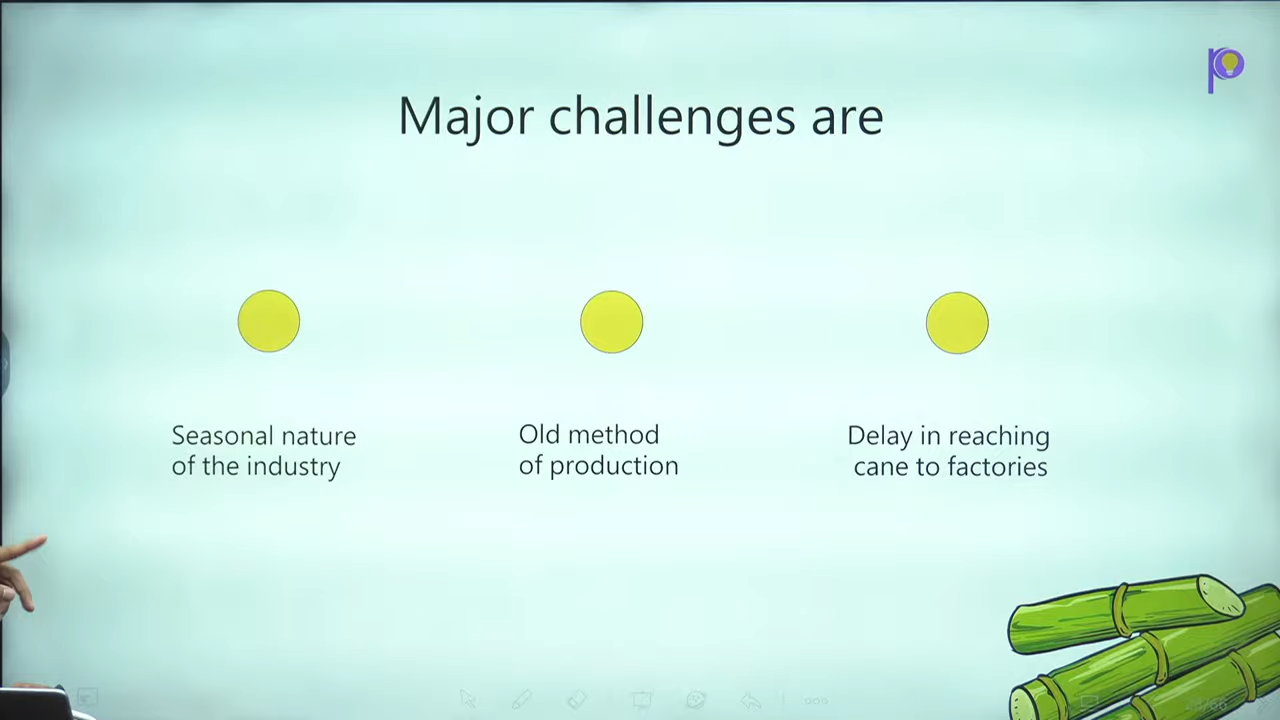 Major challenges are
Seasonal nature
of the industry
Old method
of production
Delay in reaching
cane to factories